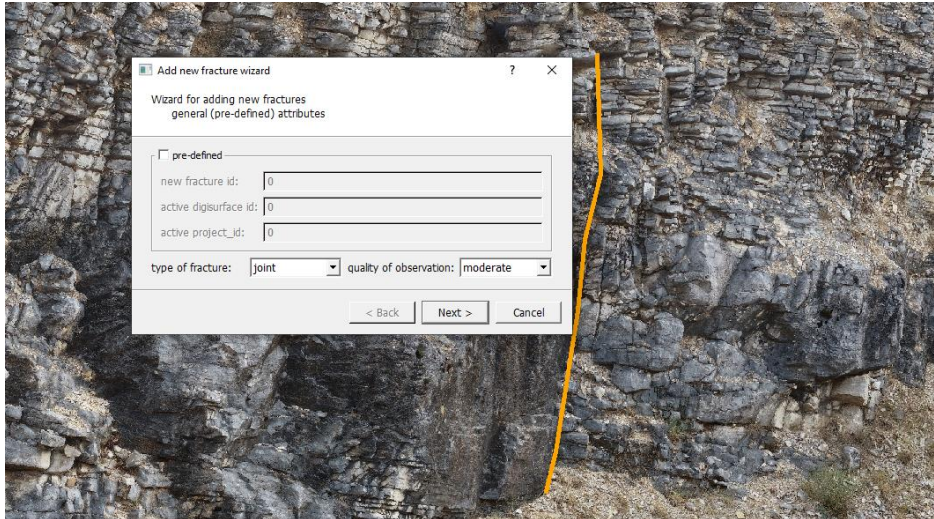 Add new fracture wizard ?
Wizard for adding new fractures
general (pre-defined) attributes
pre-defined
new fracture id: 0
active digisurface id: 0
active project_id: 0
type of fracture: joint quality of observation: moderate
< Back Next > Cancel